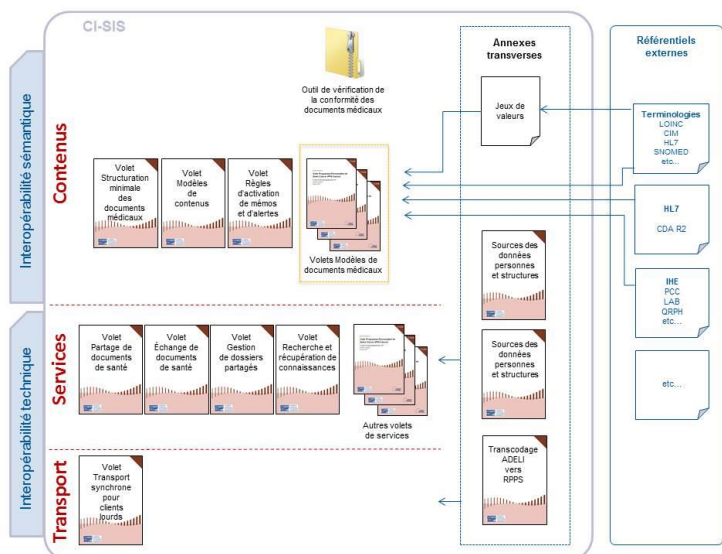 CI-SIS
Interopérabilité sémantique
Interopérabilité technique
Contenus
Services
Transport
Outil de vérification de
la conformité des
documents médicaux
Annexes
transverses
Référentiels
externes
Jeux de
valeurs
Terminologies
LOINC
CIM
HL7
SNOMED
etc...
Volet
Structuration
minimale
des
documents
médicaux
Volet
Modèles
de
contenus
Volet
Règles
d'activation
de mémos
et d'alertes
Volets Modèles de
documents médicaux
HL7
CDA R2
Sources des
données
personnes
et structures
IHE
PCC
LAB
QRPH
etc...
Volet
Partage de
documents
de santé
Volet
Échange de
documents
de santé
Volet
Gestion
de dossiers
partagés
Volet
Recherche et
récupération de
connaissances
Autres volets
de services
Sources des
données
personnes
et structures
etc...
Volet
Transport
synchrone
pour
clients
lourds
Transcodage
ADELI
vers
RPPS